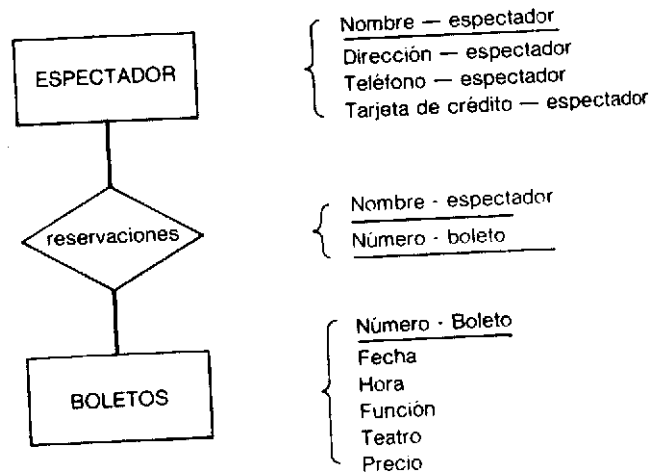 ESPECTADOR
Nombre — espectador
Dirección — espectador
Teléfono — espectador
Tarjeta de crédito — espectador
reservaciones
Nombre - espectador
Número - boleto
BOLETOS
Número - Boleto
Fecha
Hora
Función
Teatro
Precio